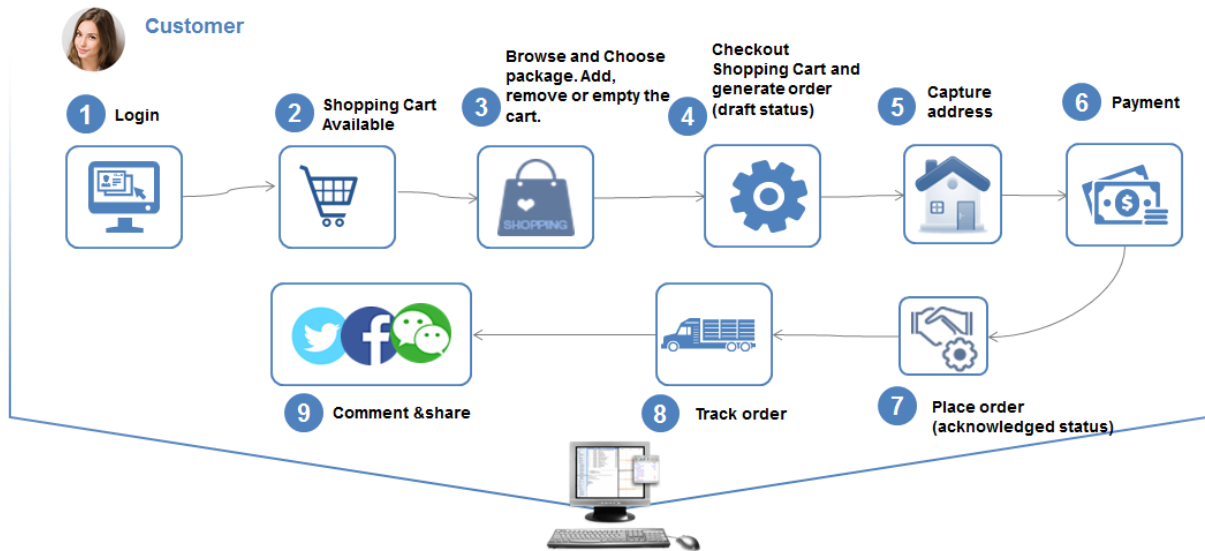 Customer
1 Login
2 Shopping Cart
Available
3 Browse and Choose
package. Add,
remove or empty the
cart.
4 Checkout
Shopping Cart and
generate order
(draft status)
5 Capture
address
6 Payment
SHOPPING
$
9 Comment &share
8 Track order
7 Place order
(acknowledged status)